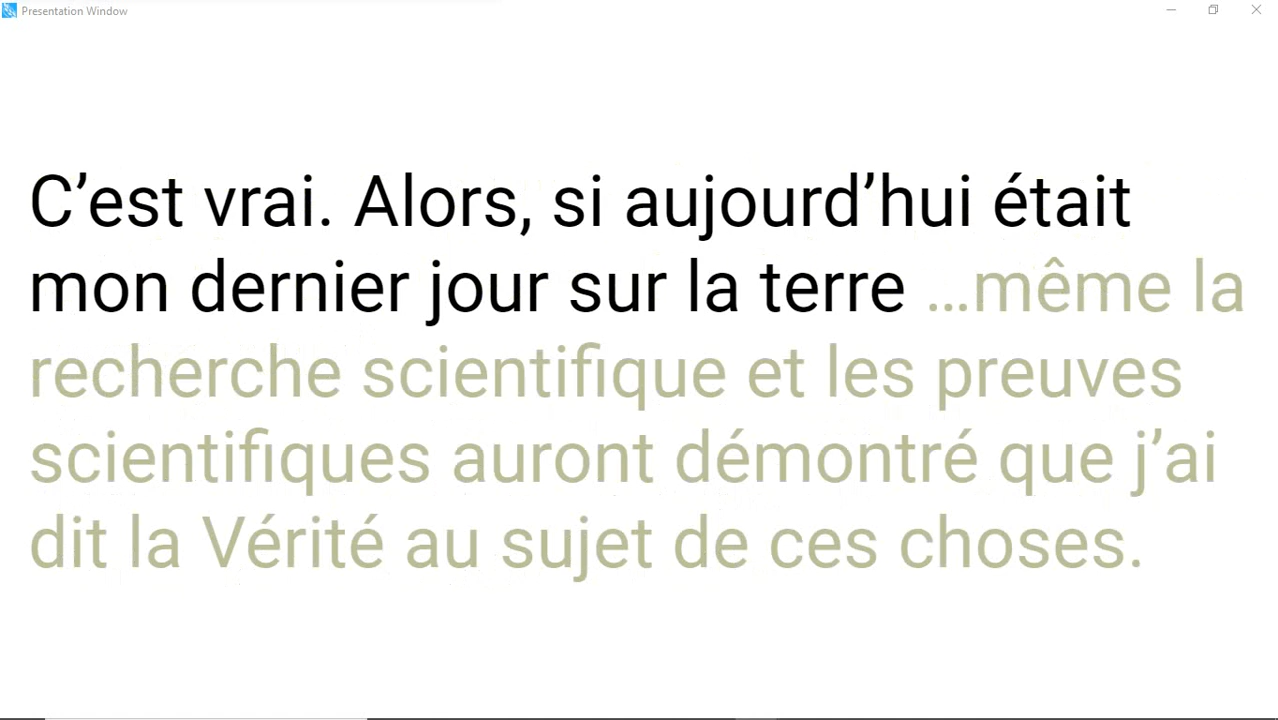 Presentation Window
C’est vrai. Alors, si aujourd’hui était
mon dernier jour sur la terre …même la
recherche scientifique et les preuves
scientifiques auront démontré que j’ai
dit la Vérité au sujet de ces choses.